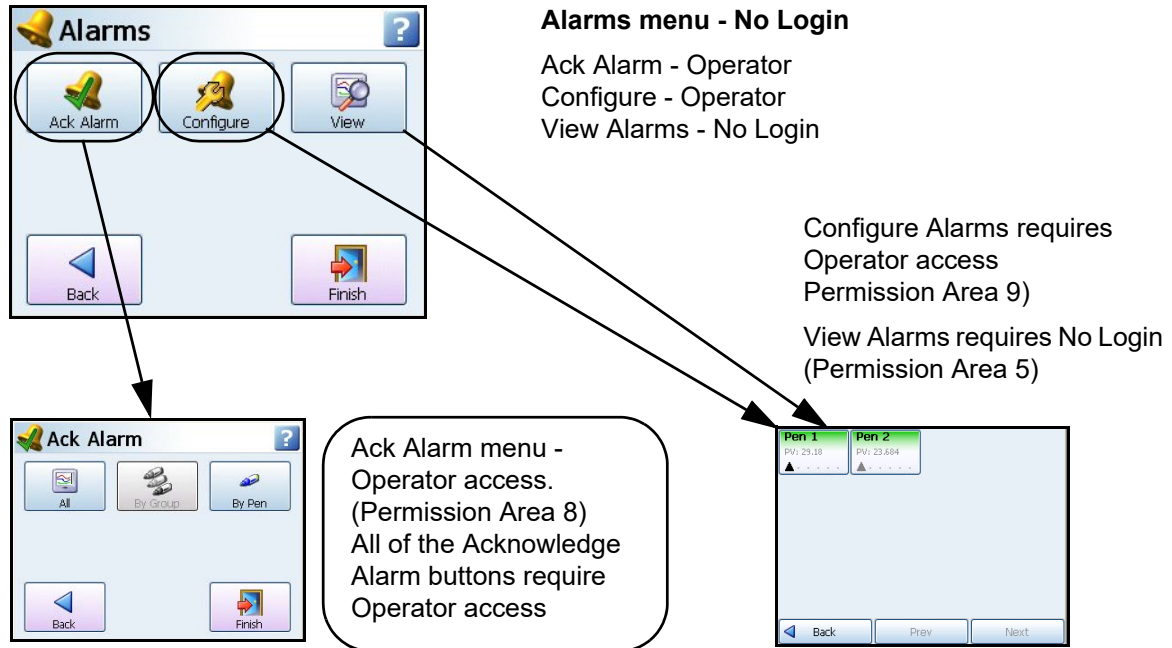 Alarms
?
Ack Alarm
Configure
View
Back
Finish
Alarms menu - No Login
Ack Alarm - Operator
Configure - Operator
View Alarms - No Login
Configure Alarms requires
Operator access
Permission Area 9)
View Alarms requires No Login
(Permission Area 5)
Ack Alarm
?
All
By Group
By Pen
Back
Finish
Ack Alarm menu -
Operator access.
(Permission Area 8)
All of the Acknowledge
Alarm buttons require
Operator access
Pen 1
PV: 29.18
Pen 2
PV: 23.684
Back
Prev
Next